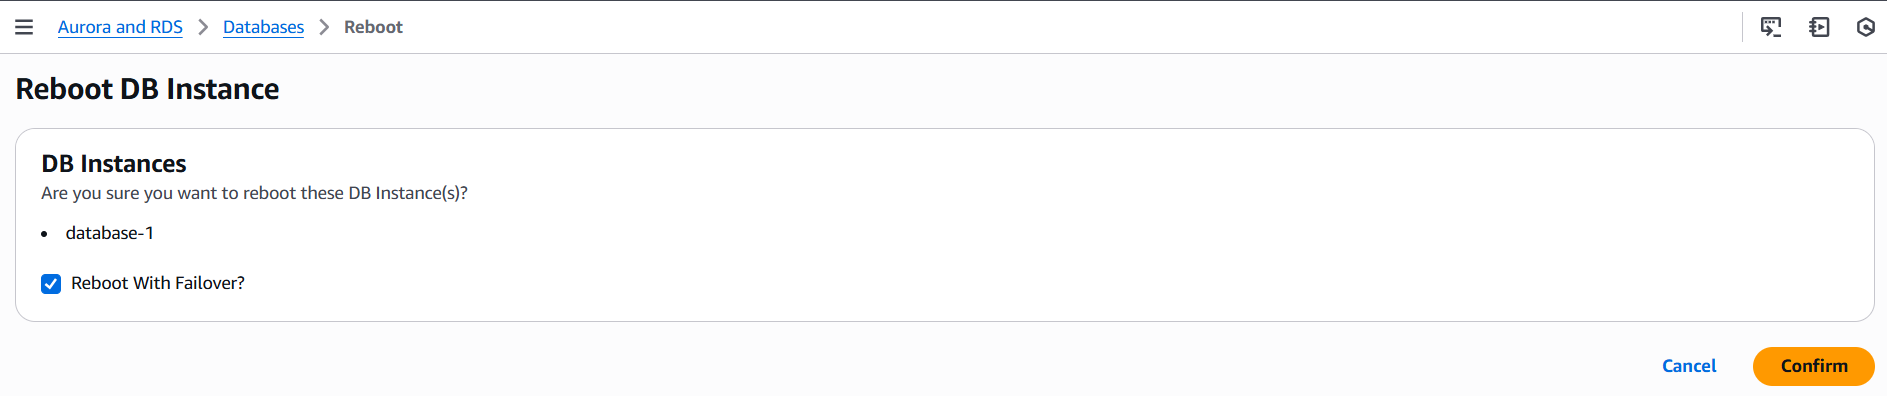 Aurora and RDS > Databases > Reboot
Reboot DB Instance
DB Instances
Are you sure you want to reboot these DB Instance(s)?
• database-1
Reboot With Failover?
Cancel Confirm